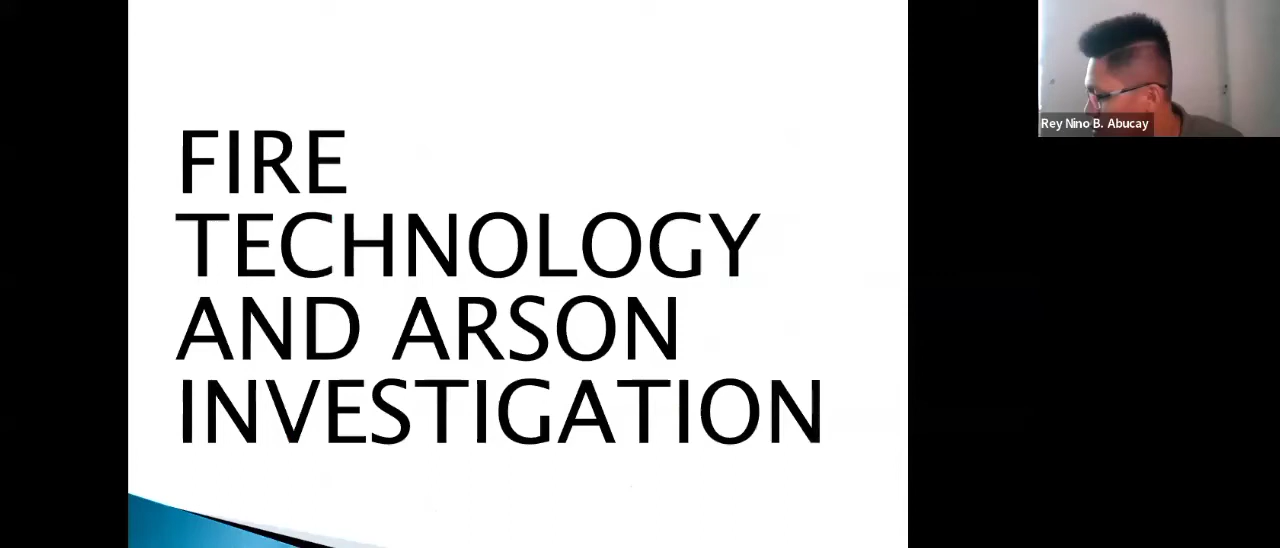 FIRE
TECHNOLOGY
AND ARSON
INVESTIGATION
Rey Nino B. Abucay